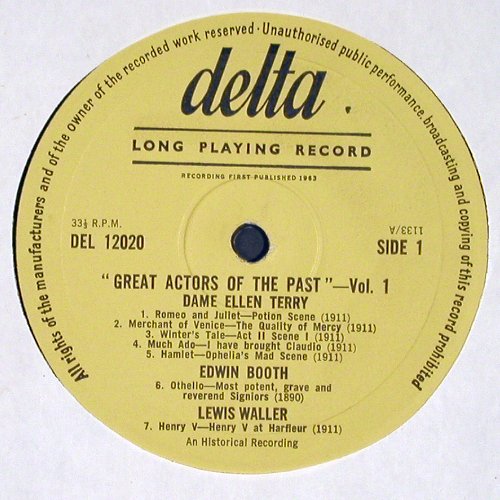 All rights of the manufacturers and of the owner of the recorded work reserved · Unauthorised public performance, broadcasting and copying of this record prohibited
delta
LONG PLAYING RECORD
RECORDING FIRST PUBLISHED 1963
33⅓ R.P.M.
1133/A
DEL 12020
SIDE 1
"GREAT ACTORS OF THE PAST"—Vol. 1
DAME ELLEN TERRY
1. Romeo and Juliet—Potion Scene (1911)
2. Merchant of Venice—The Quality of Mercy (1911)
3. Winter's Tale—Act II Scene I (1911)
4. Much Ado—I have brought Claudio (1911)
5. Hamlet—Ophelia's Mad Scene (1911)
EDWIN BOOTH
6. Othello—Most potent, grave and
reverend Signiors (1890)
LEWIS WALLER
7. Henry V—Henry V at Harfleur (1911)
An Historical Recording